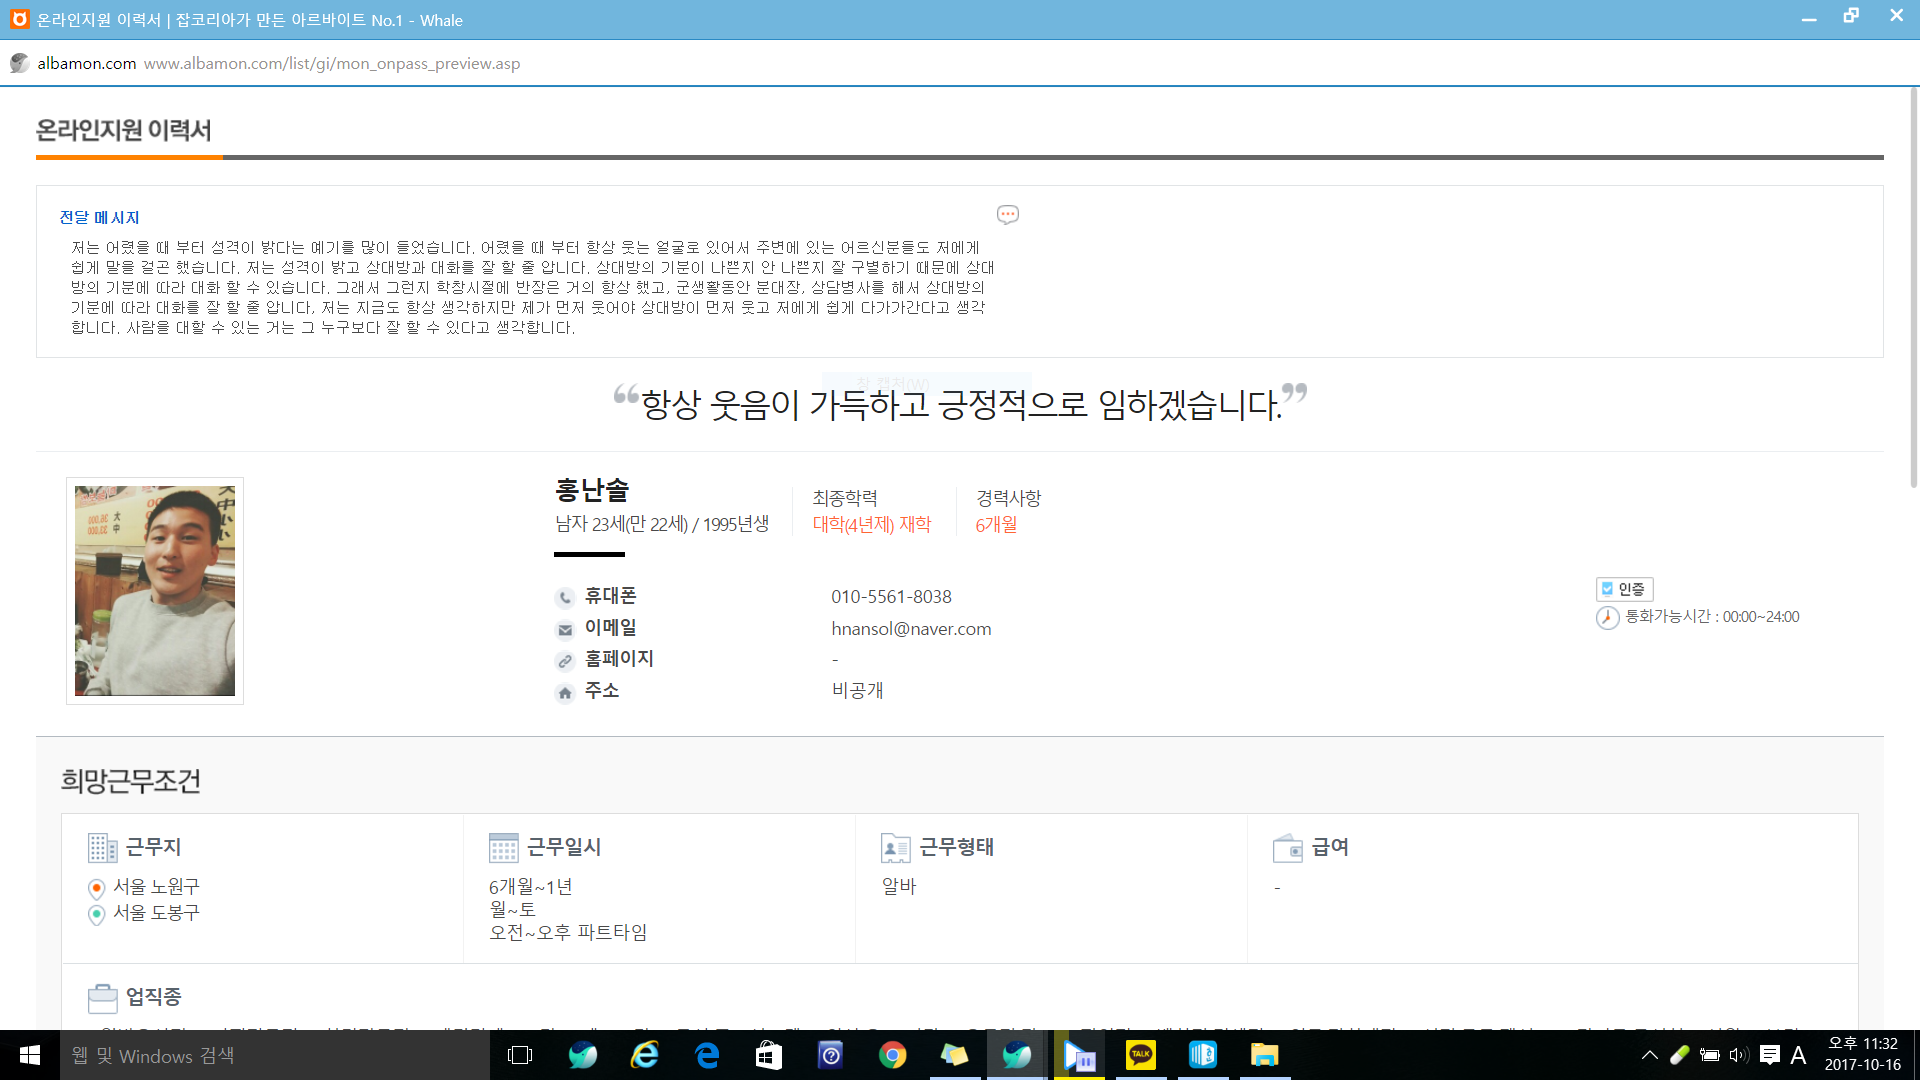 온라인지원 이력서 | 잡코리아가 만든 아르바이트 No.1 - Whale
albamon.com www.albamon.com/list/gi/mon_onpass_preview.asp
온라인지원 이력서
전달 메시지
저는 어렸을 때 부터 성격이 밝다는 예기를 많이 들었습니다. 어렸을 때 부터 항상 웃는 얼굴로 있어서 주변에 있는 어르신분들도 저에게
쉽게 말을 걸곤 했습니다. 저는 성격이 밝고 상대방과 대화를 잘 할 줄 압니다. 상대방의 기분이 나쁜지 안 나쁜지 잘 구별하기 때문에 상대
방의 기분에 따라 대화 할 수 있습니다. 그래서 그런지 학창시절에 반장은 거의 항상 했고, 군생활동안 분대장, 상담병사를 해서 상대방의
기분에 따라 대화를 잘 할 줄 압니다, 저는 지금도 항상 생각하지만 제가 먼저 웃어야 상대방이 먼저 웃고 저에게 쉽게 다가가간다고 생각
합니다. 사람을 대할 수 있는 거는 그 누구보다 잘 할 수 있다고 생각합니다.
창 캡처(W)
“항상 웃음이 가득하고 긍정적으로 임하겠습니다.”
홍난솔
남자 23세(만 22세) / 1995년생
최종학력
대학(4년제) 재학
경력사항
6개월
휴대폰 010-5561-8038
인증
이메일 hnansol@naver.com
통화가능시간 : 00:00~24:00
홈페이지 -
주소 비공개
희망근무조건
근무지
서울 노원구
서울 도봉구
근무일시
6개월~1년
월~토
오전~오후 파트타임
근무형태
알바
급여
-
업직종
웹 및 Windows 검색
TALK
A
오후 11:32
2017-10-16